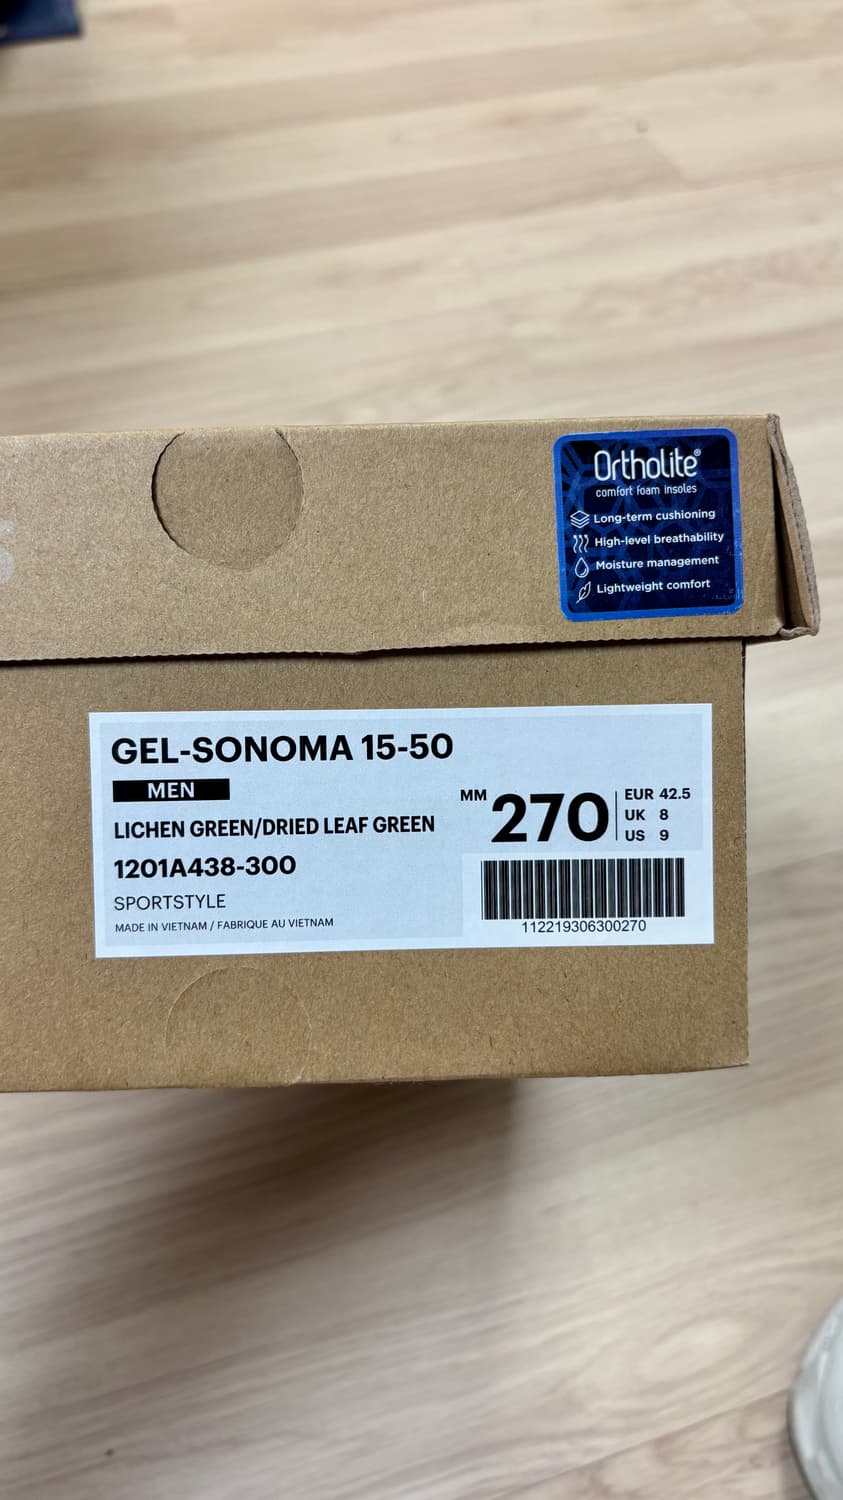 Ortholite®
comfort foam insoles
Long-term cushioning
High-level breathability
Moisture management
Lightweight comfort
GEL-SONOMA 15-50
MEN
LICHEN GREEN/DRIED LEAF GREEN
1201A438-300
SPORTSTYLE
MADE IN VIETNAM / FABRIQUE AU VIETNAM
MM 270
EUR 42.5
UK 8
US 9
112219306300270